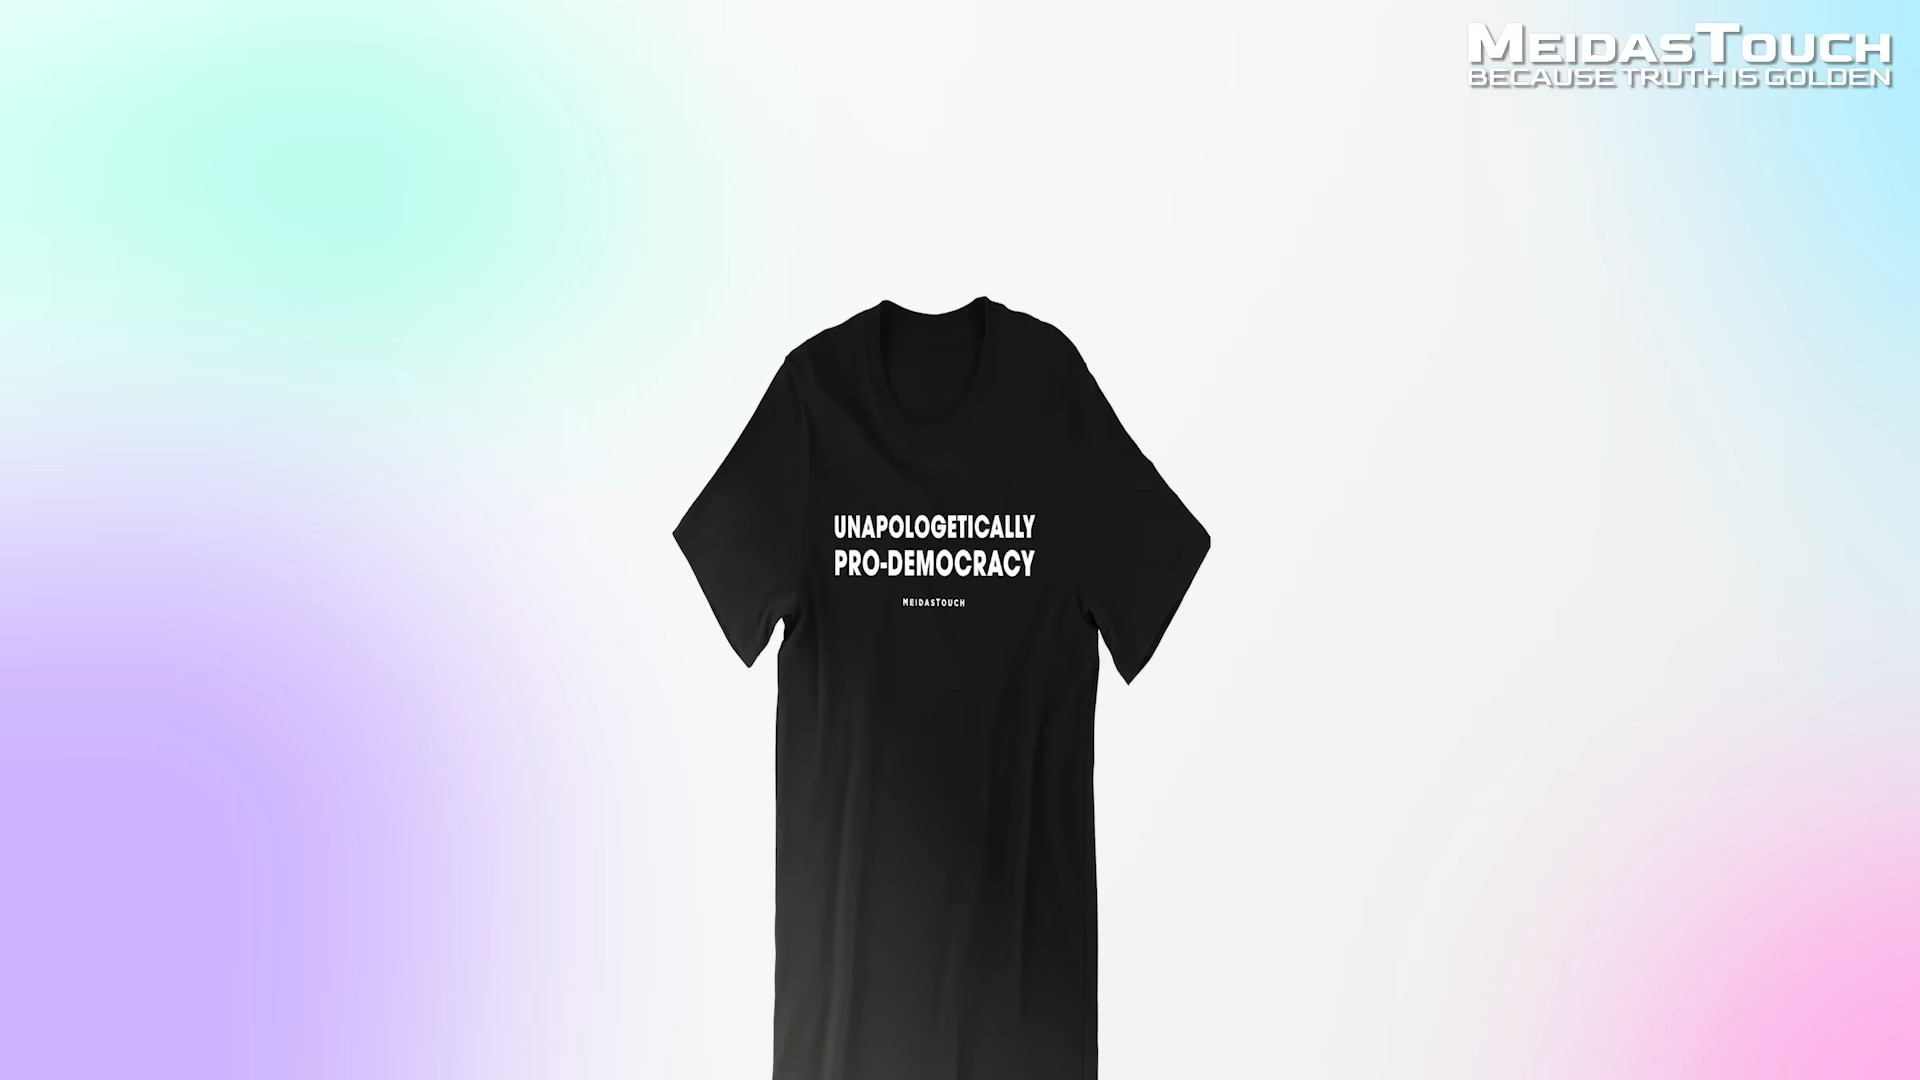 MEIDASTOUCH
BECAUSE TRUTH IS GOLDEN
UNAPOLOGETICALLY
PRO-DEMOCRACY
MEIDASTOUCH